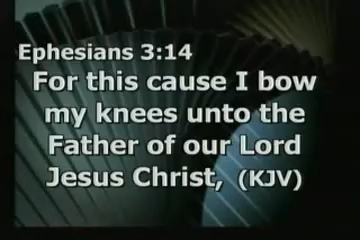 Ephesians 3:14
For this cause I bow
my knees unto the
Father of our Lord
Jesus Christ, (KJV)